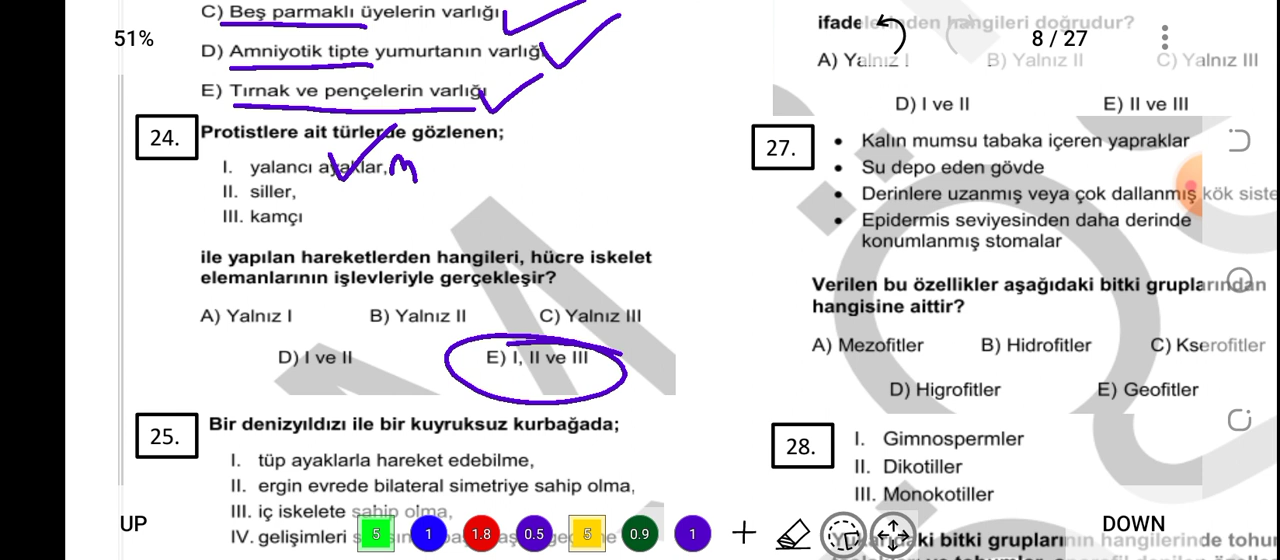 51%
C) Beş parmaklı üyelerin varlığı
D) Amniyotik tipte yumurtanın varlığı
E) Tırnak ve pençelerin varlığı
24. Protistlere ait türlerde gözlenen;
I. yalancı ayaklar,
II. siller,
III. kamçı
ile yapılan hareketlerden hangileri, hücre iskelet
elemanlarının işlevleriyle gerçekleşir?
A) Yalnız I B) Yalnız II C) Yalnız III
D) I ve II E) I, II ve III
25. Bir denizyıldızı ile bir kuyruksuz kurbağada;
I. tüp ayaklarla hareket edebilme,
II. ergin evrede bilateral simetriye sahip olma,
III. iç iskelete sahip olma,
IV. gelişimleri
UP
5 1 1.8 0.5 5 0.9 1
hangileri doğrudur?
8 / 27
A) Yalnız I B) Yalnız II C) Yalnız III
D) I ve II E) II ve III
27. • Kalın mumsu tabaka içeren yapraklar
• Su depo eden gövde
• Derinlere uzanmış veya çok dallanmış kök siste
• Epidermis seviyesinden daha derinde
konumlanmış stomalar
Verilen bu özellikler aşağıdaki bitki gruplarından
hangisine aittir?
A) Mezofitler B) Hidrofitler C) Kserofitler
D) Higrofitler E) Geofitler
28. I. Gimnospermler
II. Dikotiller
III. Monokotiller
DOWN
bitki gruplarının hangilerinde tohu